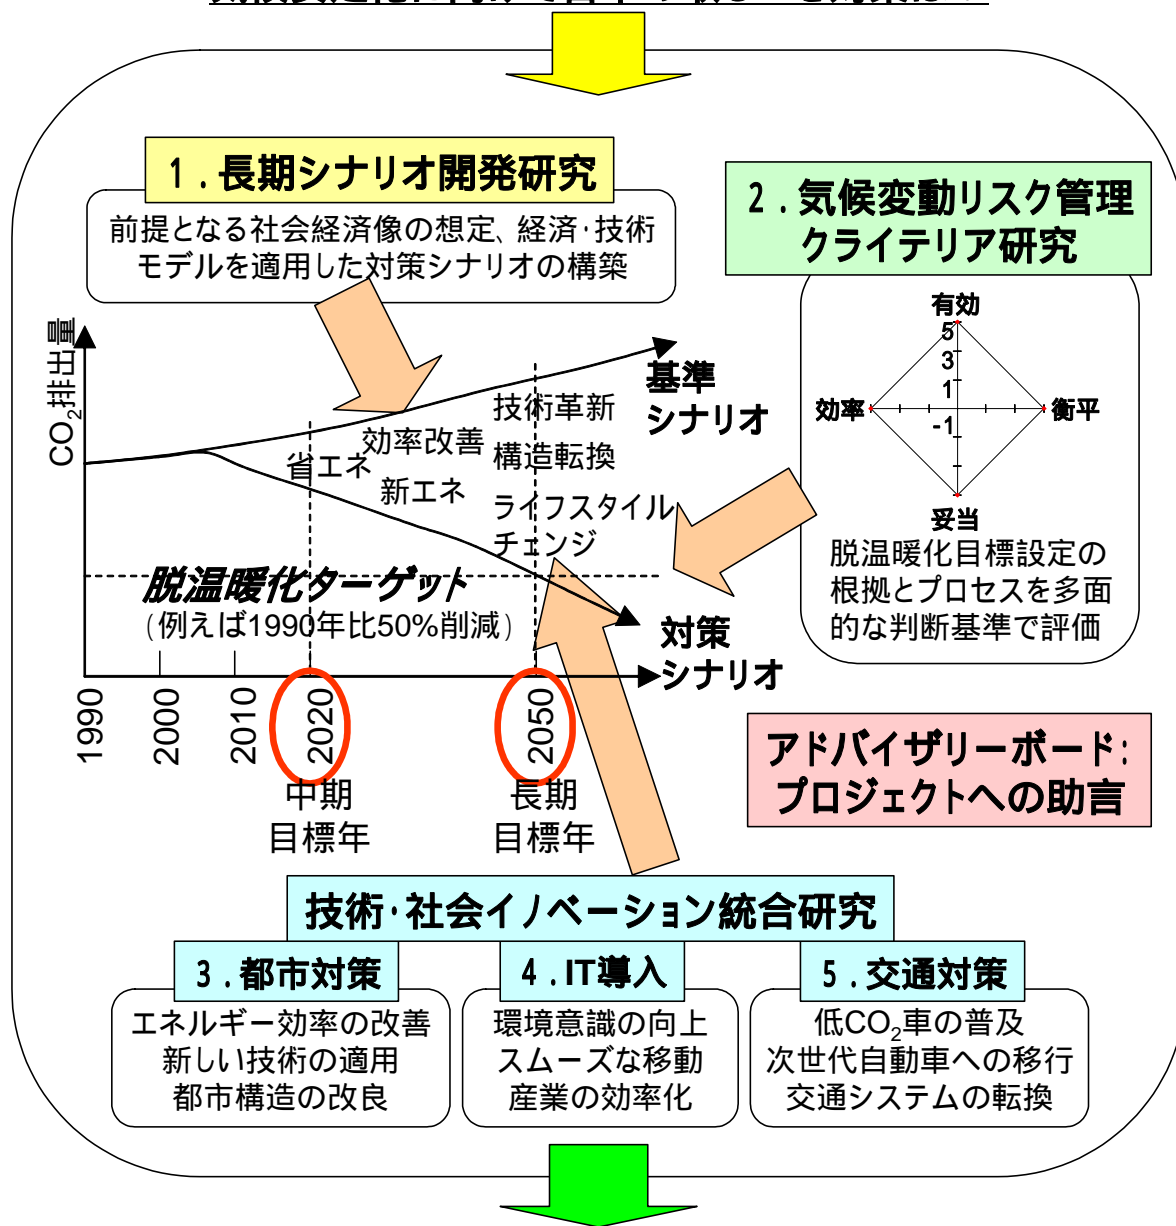 1．長期シナリオ開発研究
前提となる社会経済像の想定、経済・技術
モデルを適用した対策シナリオの構築
2．気候変動リスク管理
クライテリア研究
有効
5
3
1
-1
効率
衡平
妥当
脱温暖化目標設定の
根拠とプロセスを多面
的な判断基準で評価
CO₂排出量
基準
シナリオ
技術革新
構造転換
ライフスタイル
チェンジ
効率改善
省エネ
新エネ
脱温暖化ターゲット
（例えば1990年比50%削減）
対策
シナリオ
1990
2000
2010
2020
2050
中期
目標年
長期
目標年
アドバイザリーボード:
プロジェクトへの助言
技術・社会イノベーション統合研究
3．都市対策
エネルギー効率の改善
新しい技術の適用
都市構造の改良
4．IT導入
環境意識の向上
スムーズな移動
産業の効率化
5．交通対策
低CO₂車の普及
次世代自動車への移行
交通システムの転換